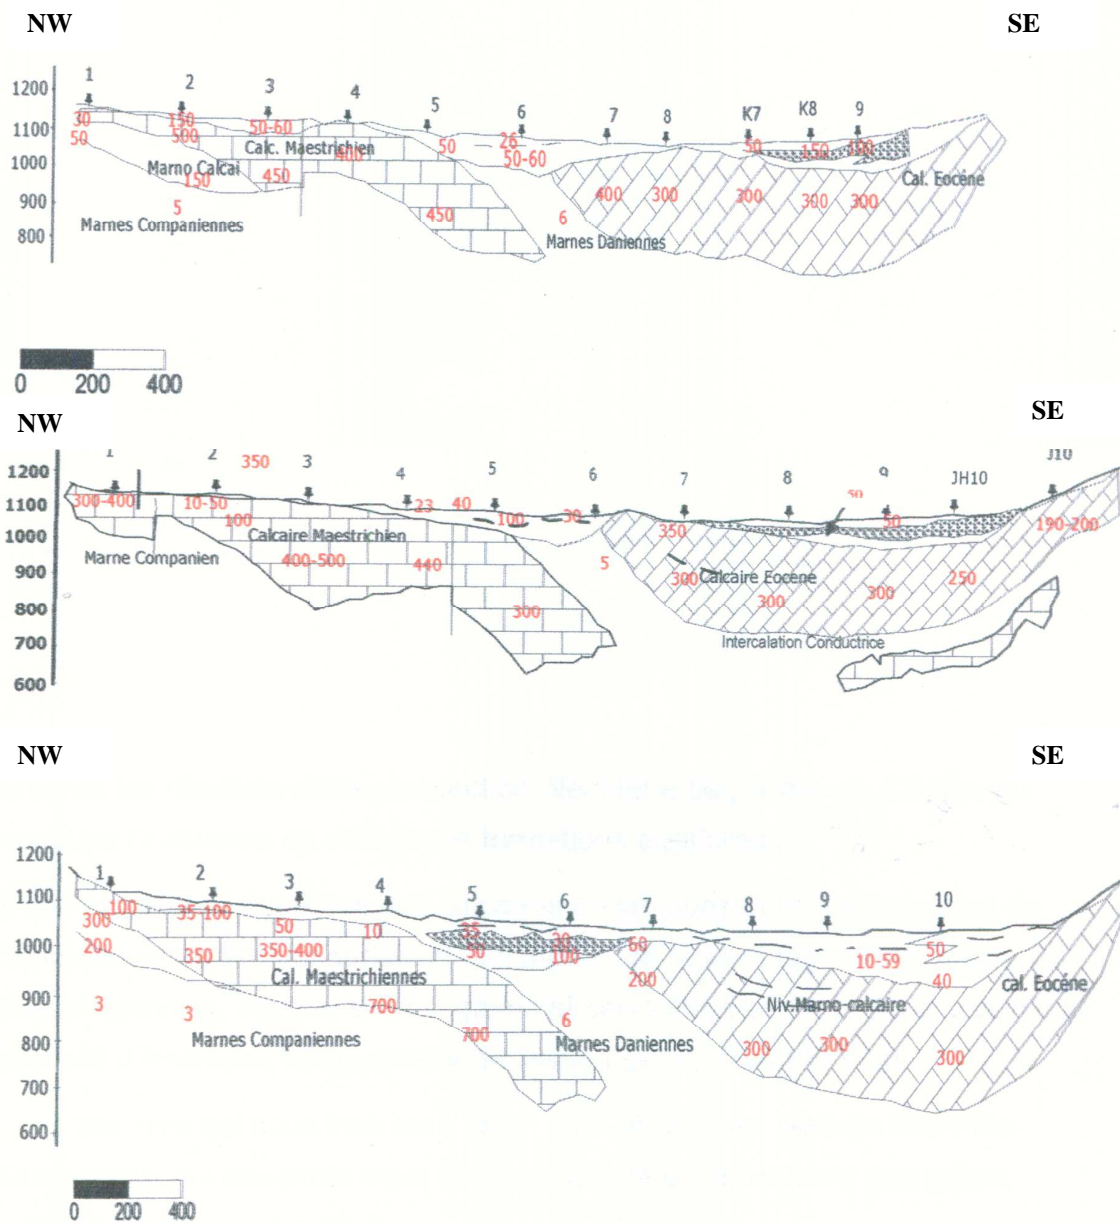 NW SE
1 2 3 4 5 6 7 8 K7 K8 9
1200
1100
1000
900
800
30 150 50-60 26 50 150 100
50 500 Calc. Maestrichien 400 50 50-60
Marno Calcai Cal. Eocéne
150 450 400 300 300 300 300
5 450 6
Marnes Companiennes Marnes Daniennes
0 200 400
NW SE
1 2 350 3 4 5 6 7 8 9 JH10 J10
1200
1100
1000
900
800
700
600
300-400 10-50 23 40 50
100 100 30 350 50 190-200
Calcaire Maestrichien
Marne Companien 400-500 440 5 300 Calcaire Eocene 250
300 300 300
Intercalation Conductrice
NW SE
1200
1100
1000
900
800
700
600
1 2 3 4 5 6 7 8 9 10
100 35-100 50 10 35 30 60 50
300 50 100
200 350 350-400 200 10-59 40
Cal. Maestrichiennes cal. Eocéne
3 3 700 Niv.Marno-calcaire
Marnes Companiennes 700 6 Marnes Daniennes 300 300 300
0 200 400